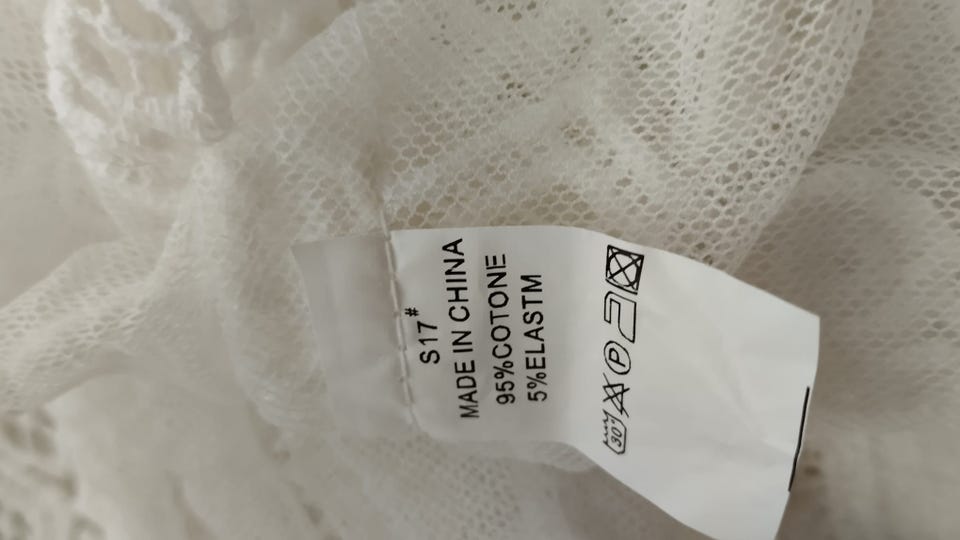 S17#
MADE IN CHINA
95%COTONE
5%ELASTM
30° P